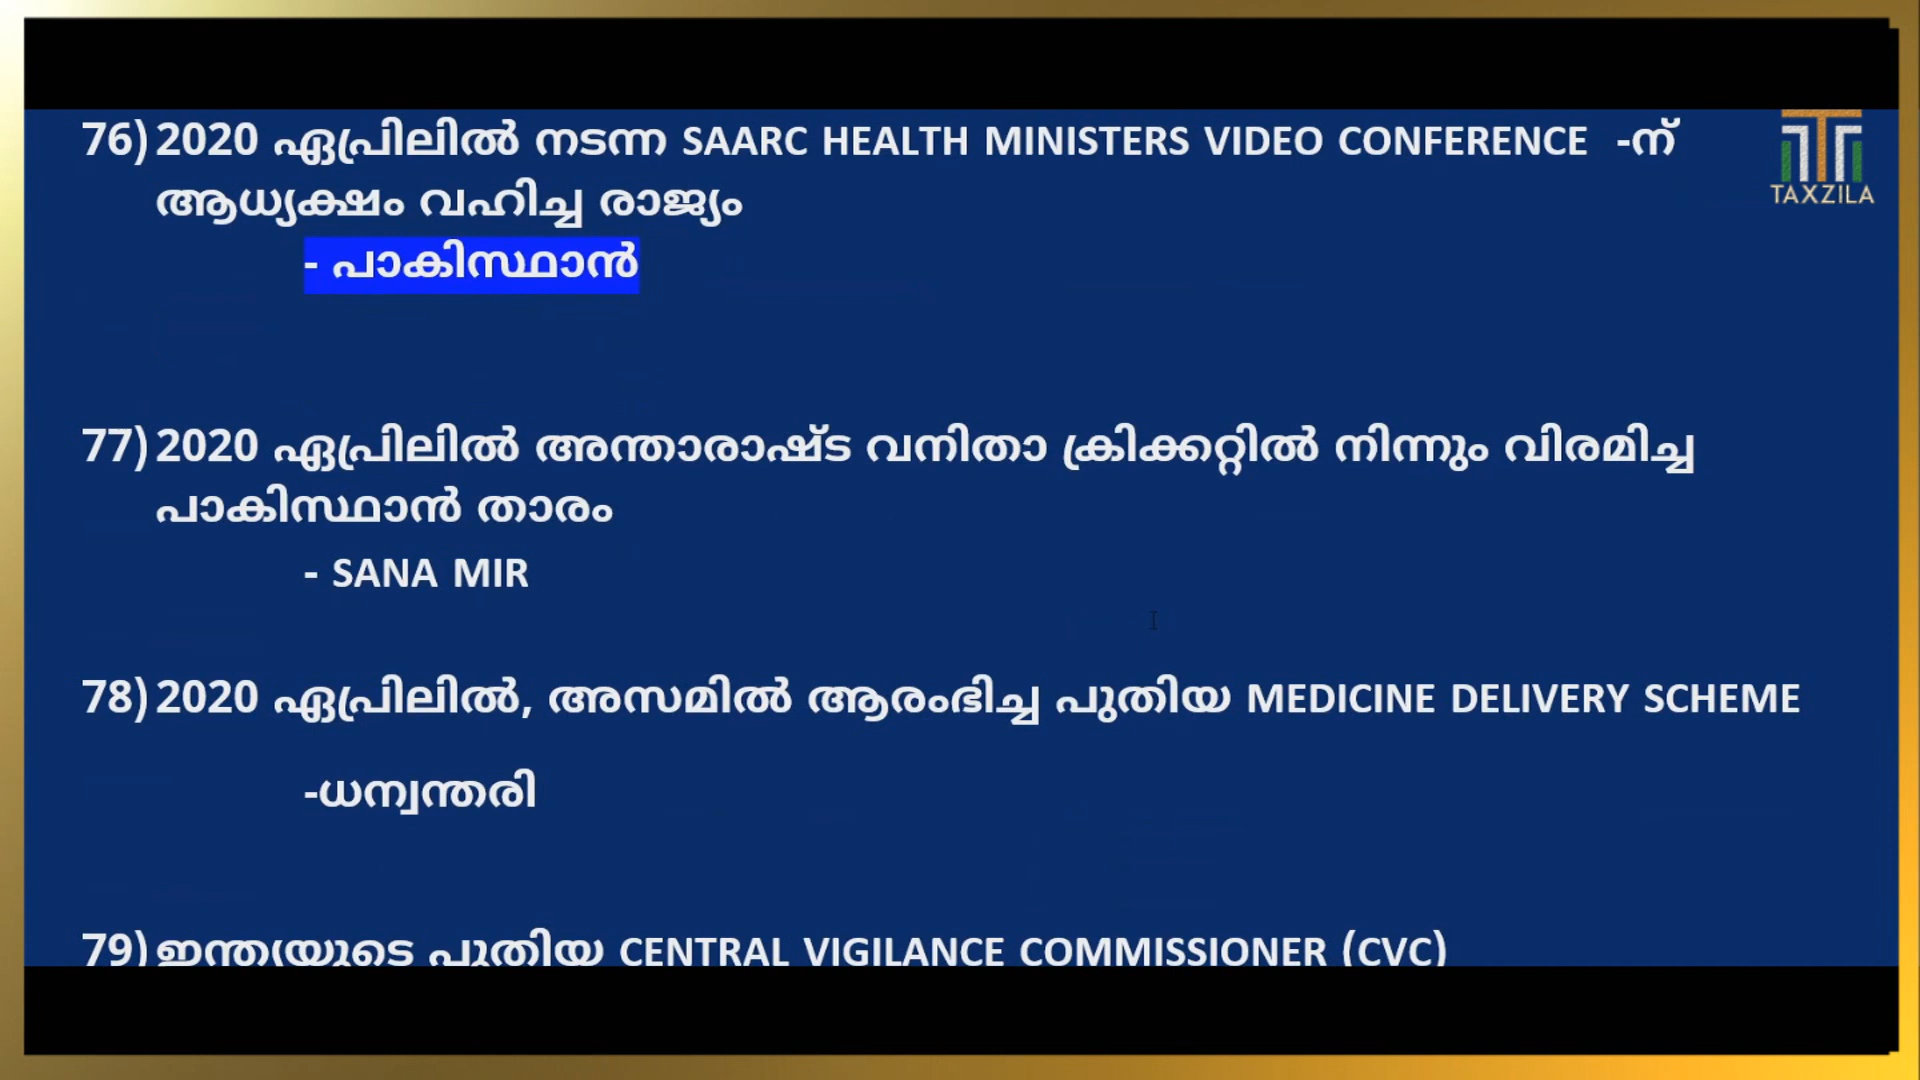 76) 2020 ഏപ്രിലിൽ നടന്ന SAARC HEALTH MINISTERS VIDEO CONFERENCE -ന്
ആധ്യക്ഷം വഹിച്ച രാജ്യം
- പാകിസ്ഥാൻ
TAXZILA
77) 2020 ഏപ്രിലിൽ അന്താരാഷ്ട വനിതാ ക്രിക്കറ്റിൽ നിന്നും വിരമിച്ച
പാകിസ്ഥാൻ താരം
- SANA MIR
78) 2020 ഏപ്രിലിൽ, അസമിൽ ആരംഭിച്ച പുതിയ MEDICINE DELIVERY SCHEME
-ധന്വന്തരി
79) ഇന്ത്യയുടെ പുതിയ CENTRAL VIGILANCE COMMISSIONER (CVC)